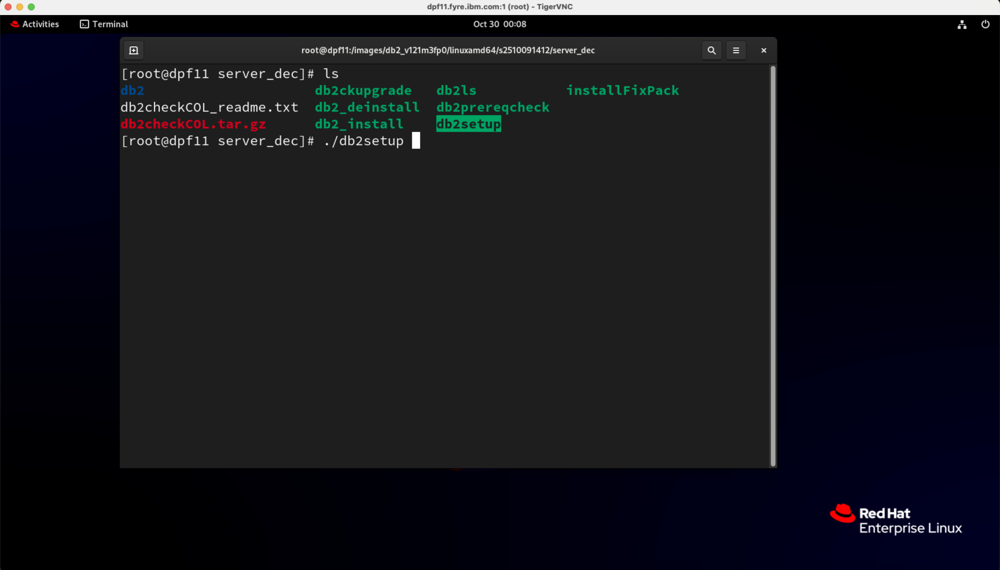 dpf11.fyre.ibm.com:1 (root) - TigerVNC
Activities Terminal Oct 30 00:08
root@dpf11:/images/db2_v121m3fp0/linuxamd64/s2510091412/server_dec
[root@dpf11 server_dec]# ls
db2 db2ckupgrade db2ls installFixPack
db2checkCOL_readme.txt db2_deinstall db2prereqcheck
db2checkCOL.tar.gz db2_install db2setup
[root@dpf11 server_dec]# ./db2setup
Red Hat
Enterprise Linux